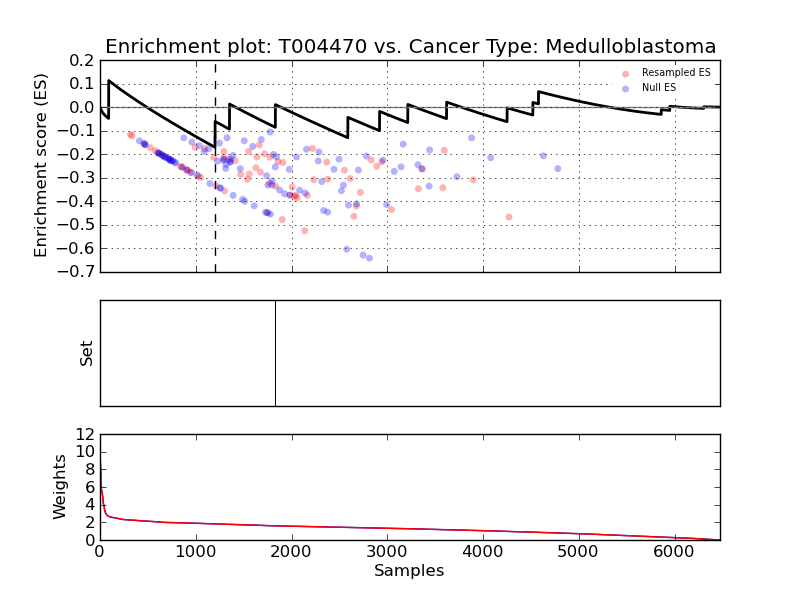 Enrichment plot: T004470 vs. Cancer Type: Medulloblastoma
Enrichment score (ES)
0.2
0.1
0.0
−0.1
−0.2
−0.3
−0.4
−0.5
−0.6
−0.7
Resampled ES
Null ES
Set
Weights
12
10
8
6
4
2
0
0 1000 2000 3000 4000 5000 6000
Samples